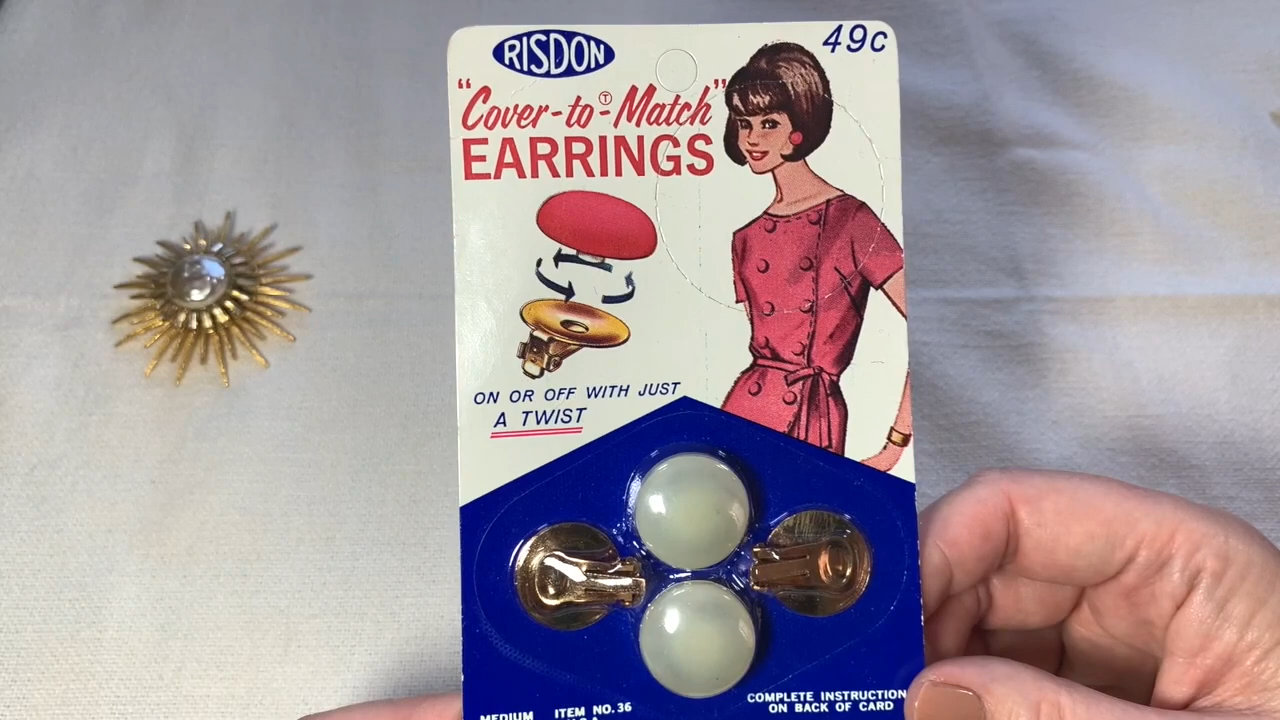 RISDON
49c
"Cover-to-Ⓣ-Match"
EARRINGS
ON OR OFF WITH JUST
A TWIST
MEDIUM ITEM NO. 36
COMPLETE INSTRUCTION
ON BACK OF CARD